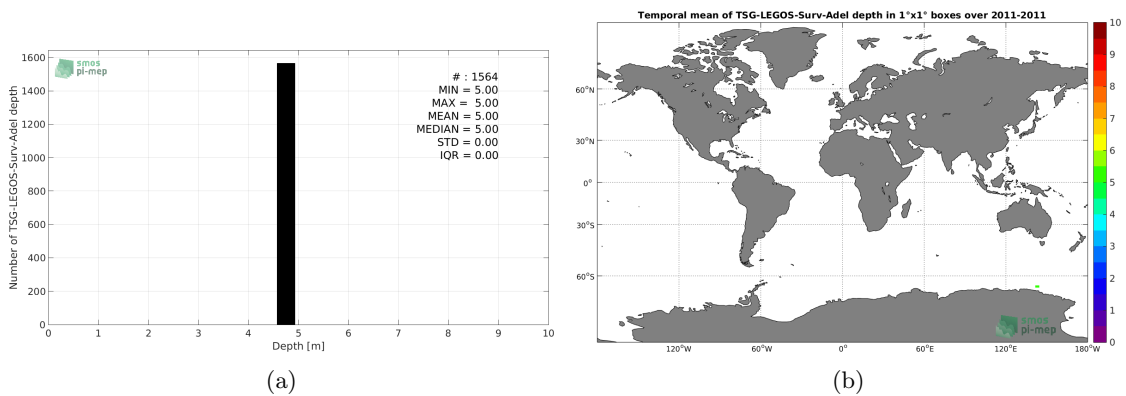 Temporal mean of TSG-LEGOS-Surv-Adel depth in 1°x1° boxes over 2011-2011
smos
pi-mep
# : 1564
MIN = 5.00
MAX = 5.00
MEAN = 5.00
MEDIAN = 5.00
STD = 0.00
IQR = 0.00
Number of TSG-LEGOS-Surv-Adel depth
1600
1400
1200
1000
800
600
400
200
0
0 1 2 3 4 5 6 7 8 9 10
Depth [m]
(a)
60°N
30°N
0°
30°S
60°S
120°W 60°W 0° 60°E 120°E 180°W
smos
pi-mep
10
9
8
7
6
5
4
3
2
1
0
(b)